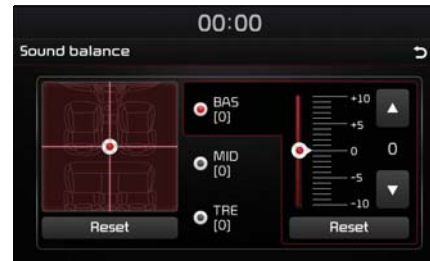 00:00
Sound balance
BAS
[0]
MID
[0]
TRE
[0]
+10
+5
0
-5
-10
0
Reset
Reset